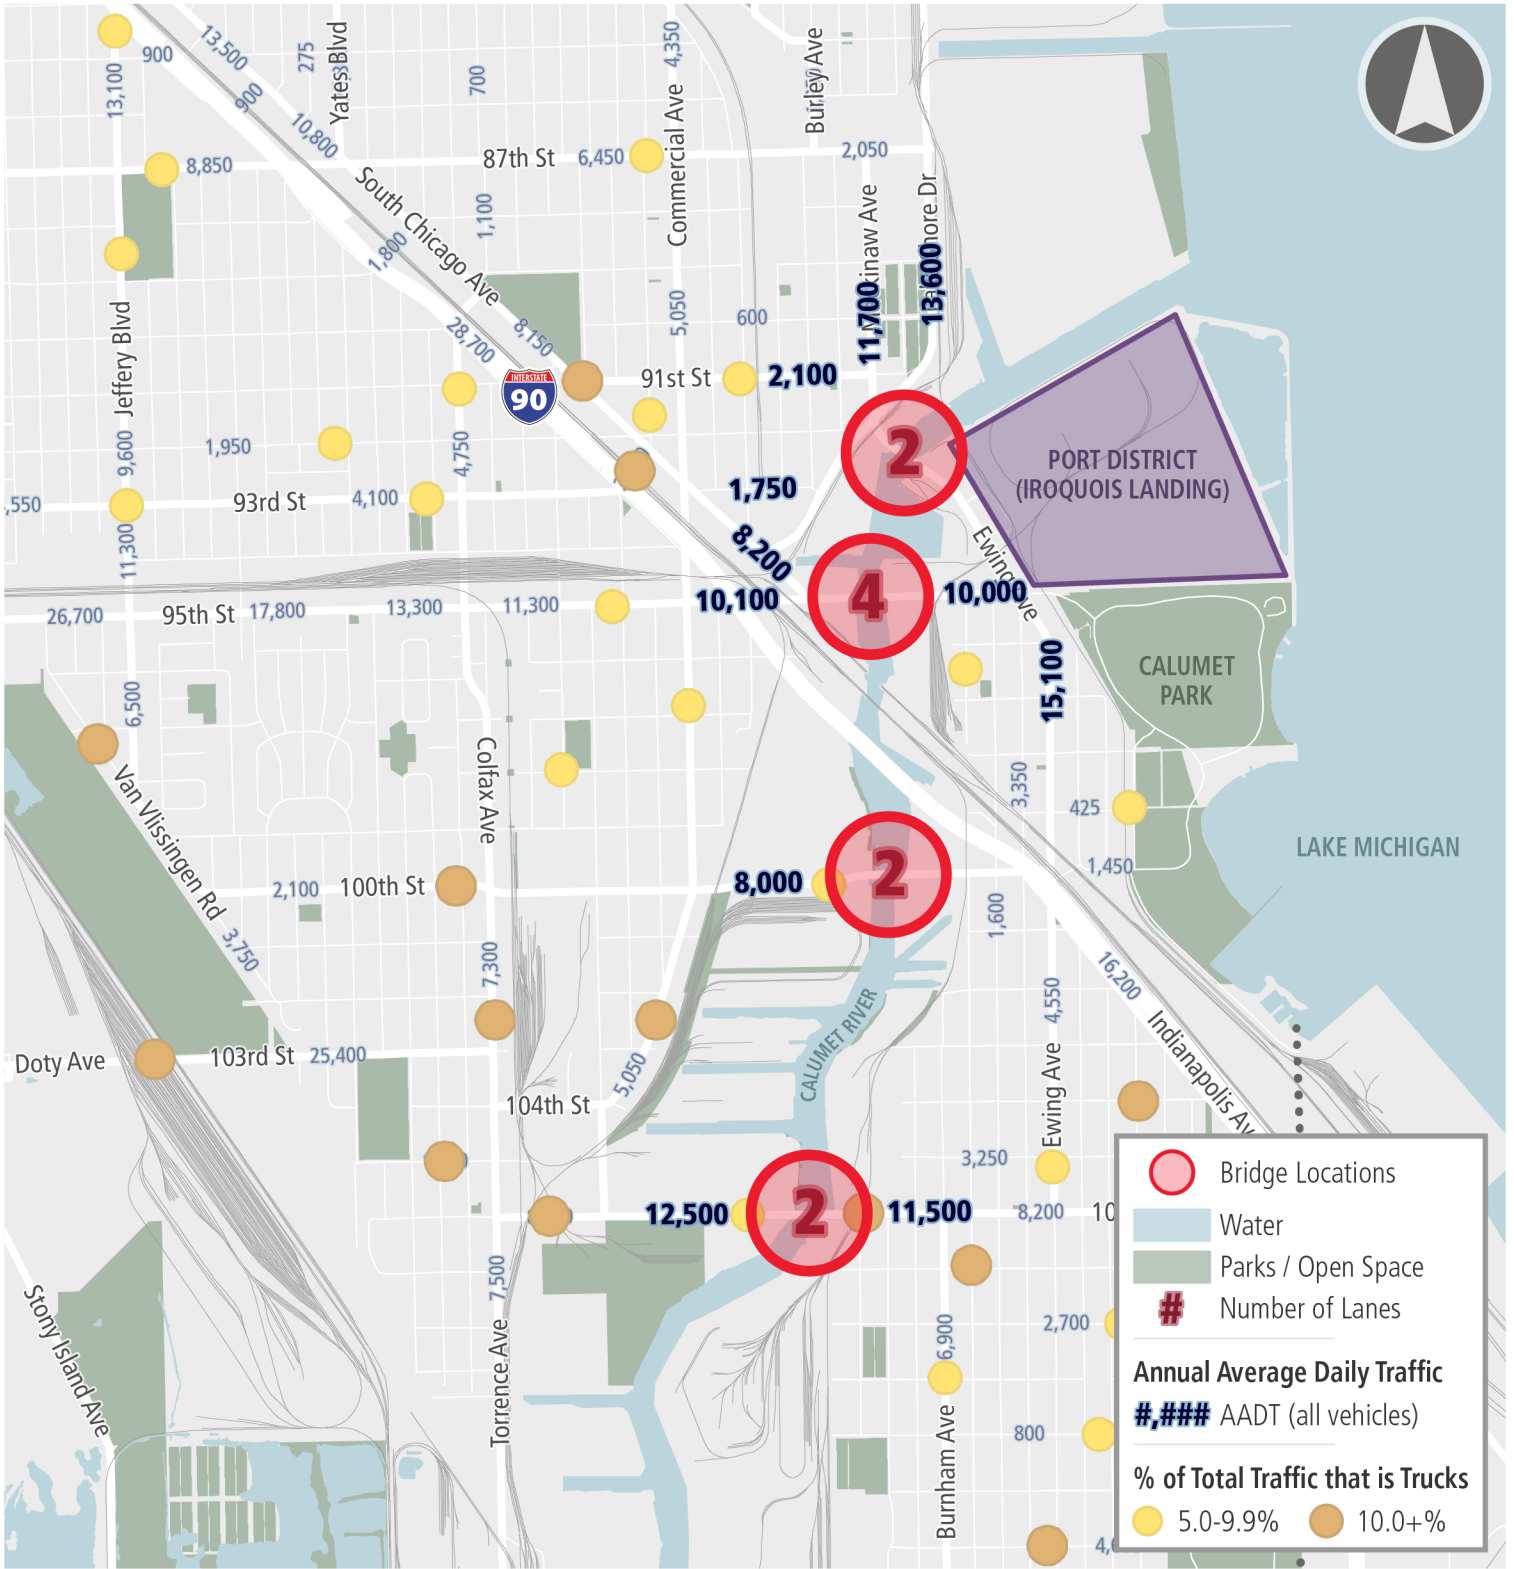 900
13,500
275
Yates Blvd
700
4,350
Burley Ave
13,100
900
10,800
8,850
87th St
6,450
Commercial Ave
2,050
South Chicago Ave
1,100
1,800
Mackinaw Ave
11,700
13,600
Jeffery Blvd
28,700
8,150
5,050
600
INTERSTATE
90
91st St
2,100
9,600
1,950
4,750
2
PORT DISTRICT
(IROQUOIS LANDING)
,550
93rd St
4,100
1,750
11,300
8,200
Ewing Ave
26,700
95th St
17,800
13,300
11,300
10,100
4
10,000
15,100
CALUMET
PARK
6,500
Van Vlissingen Rd
Colfax Ave
3,350
425
LAKE MICHIGAN
1,450
2,100
100th St
8,000
2
1,600
3,750
7,300
16,200
4,550
CALUMET RIVER
Indianapolis Av
Doty Ave
103rd St
25,400
5,050
104th St
Ewing Ave
3,250
12,500
2
11,500
8,200
10
7,500
Stony Island Ave
Torrence Ave
6,900
2,700
Burnham Ave
800
Bridge Locations
Water
Parks / Open Space
# Number of Lanes
Annual Average Daily Traffic
#,### AADT (all vehicles)
% of Total Traffic that is Trucks
5.0-9.9%
10.0+%